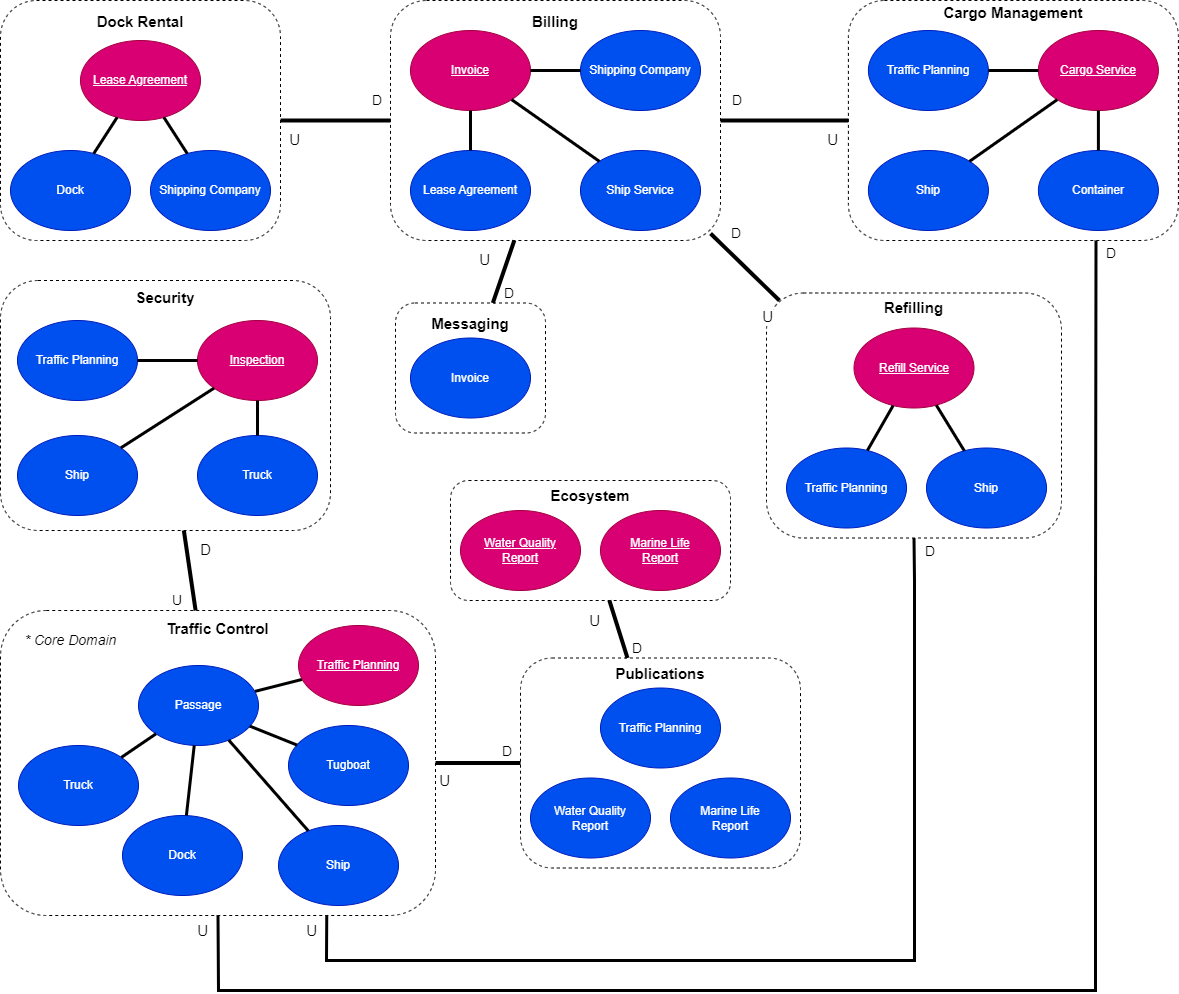 Dock Rental
Lease Agreement
Dock
Shipping Company
U
D
Billing
Invoice
Shipping Company
Lease Agreement
Ship Service
D
U
Cargo Management
Traffic Planning
Cargo Service
Ship
Container
D
U
D
Messaging
Invoice
D
U
Refilling
Refill Service
Traffic Planning
Ship
D
Security
Traffic Planning
Inspection
Ship
Truck
D
U
Ecosystem
Water Quality
Report
Marine Life
Report
U
D
Traffic Control
* Core Domain
Traffic Planning
Passage
Truck
Tugboat
Dock
Ship
D
U
Publications
Traffic Planning
Water Quality
Report
Marine Life
Report
U
U